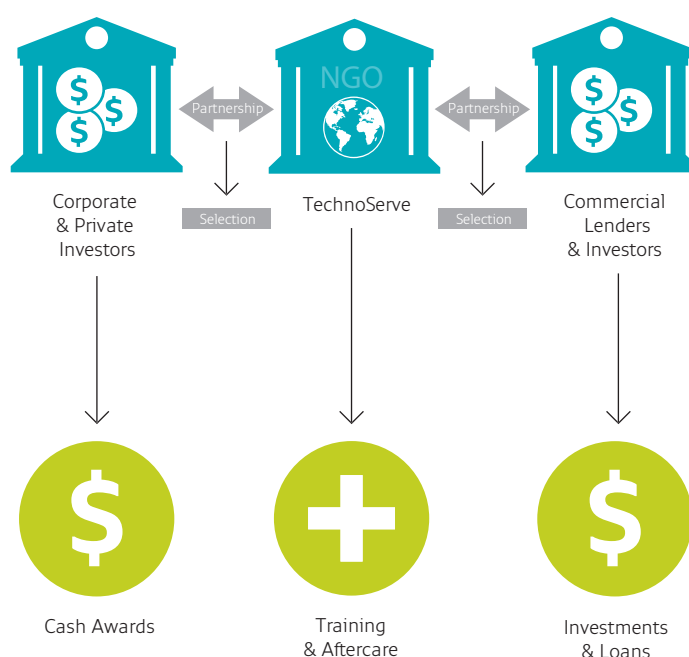 $ $ $
NGO
$ $ $
Partnership
Partnership
Selection
Selection
Corporate
& Private
Investors
TechnoServe
Commercial
Lenders
& Investors
$
$
Cash Awards
Training
& Aftercare
Investments
& Loans